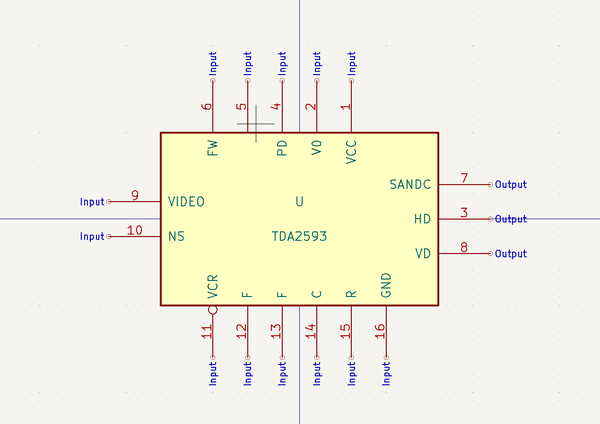 Input Input Input Input Input
6 5 4 2 1
FW PD VO VCC
SANDC 7 Output
Input 9 VIDEO U
HD 3 Output
Input 10 NS TDA2593
VD 8 Output
VCR F F C R GND
11 12 13 14 15 16
Input Input Input Input Input Input